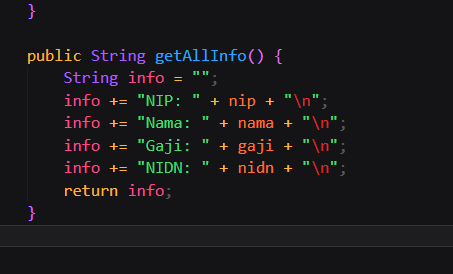 }
public String getAllInfo() {
String info = "";
info += "NIP: " + nip + "\n";
info += "Nama: " + nama + "\n";
info += "Gaji: " + gaji + "\n";
info += "NIDN: " + nidn + "\n";
return info;
}